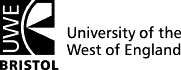 UWE
BRISTOL
University of the
West of England